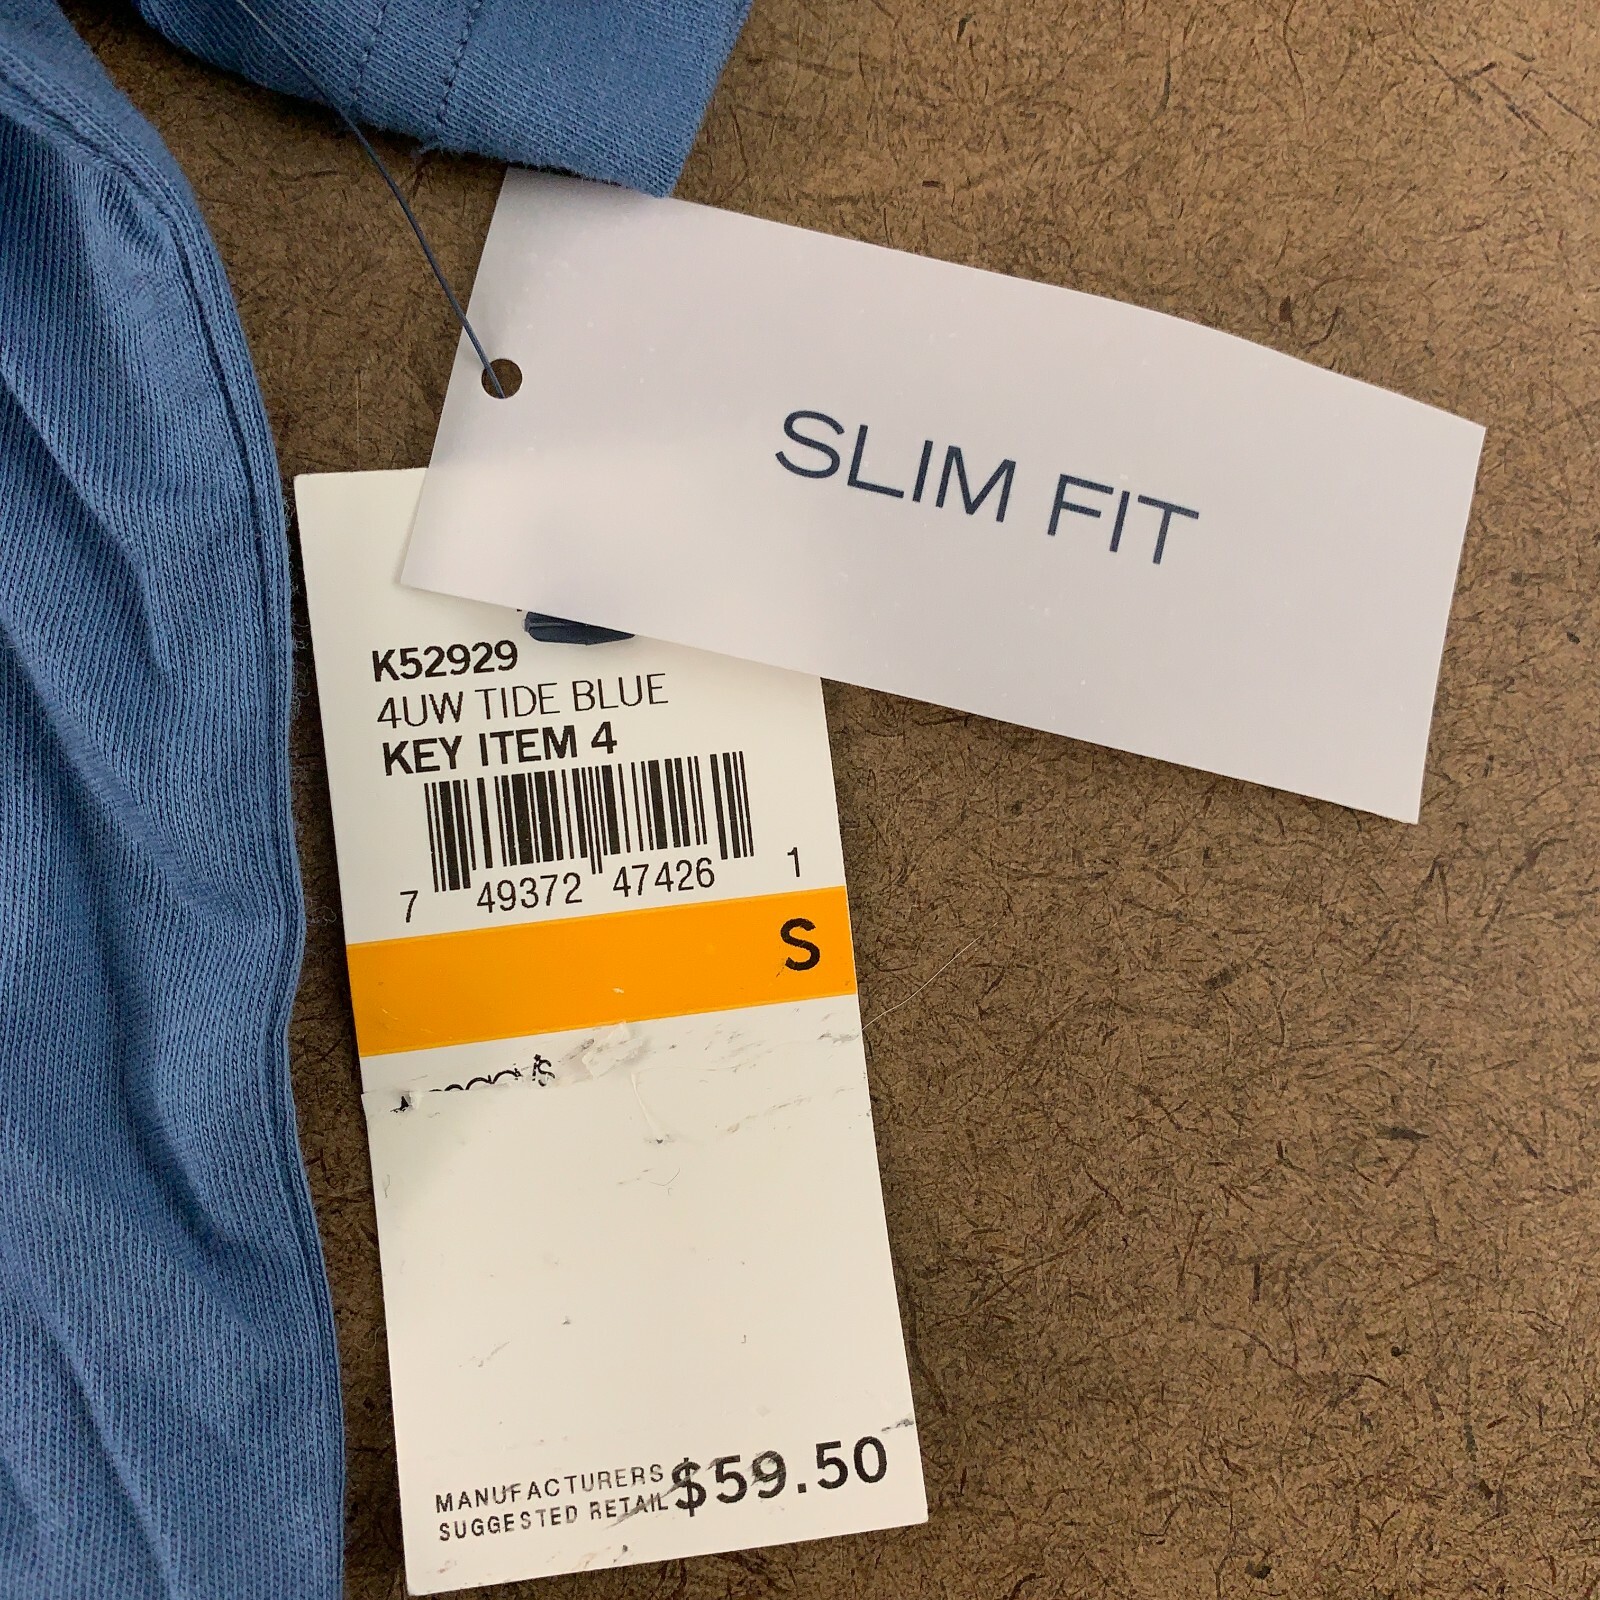 SLIM FIT
K52929
4UW TIDE BLUE
KEY ITEM 4
7 49372 47426 1
S
MANUFACTURERS
SUGGESTED RETAIL $59.50